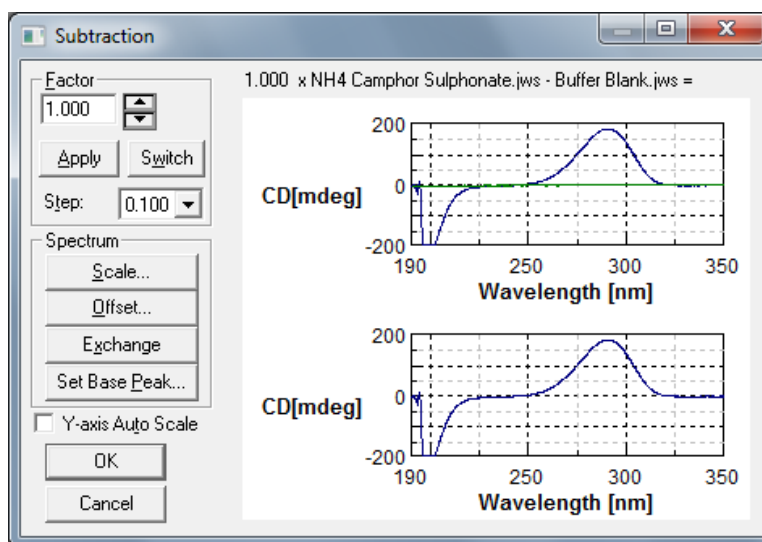 Subtraction
Factor
1.000
Apply Switch
Step: 0.100
Spectrum
Scale...
Offset...
Exchange
Set Base Peak...
Y-axis Auto Scale
OK
Cancel
1.000 x NH4 Camphor Sulphonate.jws - Buffer Blank.jws =
200
CD[mdeg] 0
-200
190 250 300 350
Wavelength [nm]
200
CD[mdeg] 0
-200
190 250 300 350
Wavelength [nm]